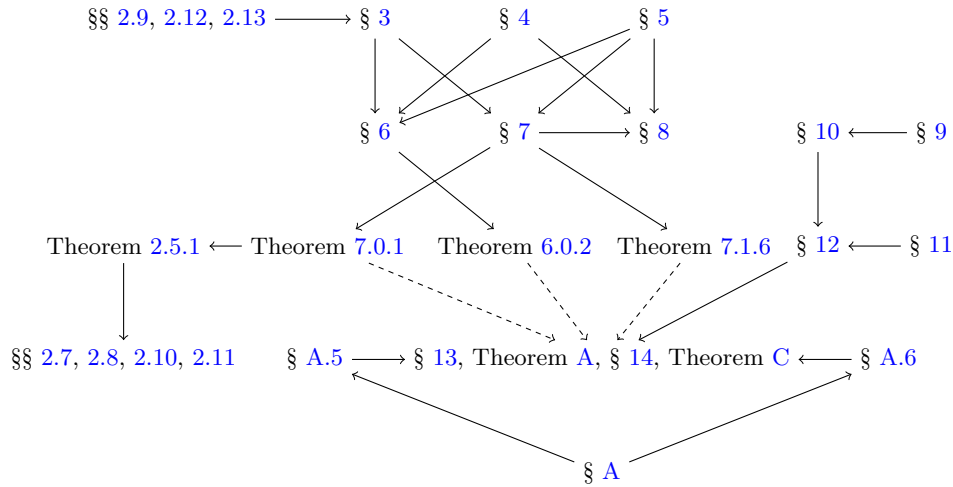 §§ 2.9, 2.12, 2.13 § 3 § 4 § 5
§ 6 § 7 § 8 § 10 § 9
Theorem 2.5.1 Theorem 7.0.1 Theorem 6.0.2 Theorem 7.1.6 § 12 § 11
§§ 2.7, 2.8, 2.10, 2.11 § A.5 § 13, Theorem A, § 14, Theorem C § A.6
§ A